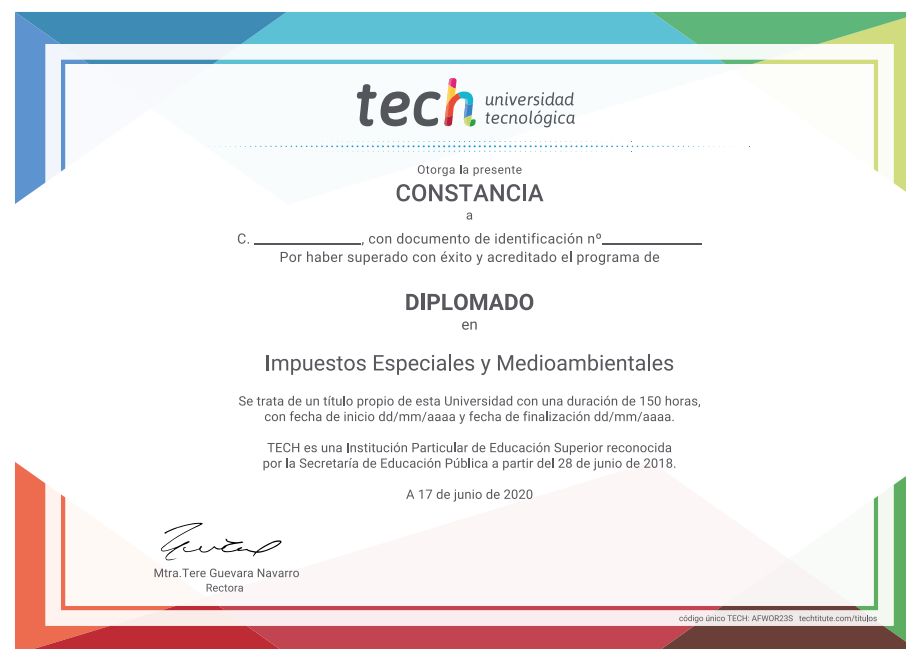 tech universidad
tecnológica
Otorga la presente
CONSTANCIA
a
C. ______________, con documento de identificación nº_____________
Por haber superado con éxito y acreditado el programa de
DIPLOMADO
en
Impuestos Especiales y Medioambientales
Se trata de un título propio de esta Universidad con una duración de 150 horas,
con fecha de inicio dd/mm/aaaa y fecha de finalización dd/mm/aaaa.
TECH es una Institución Particular de Educación Superior reconocida
por la Secretaría de Educación Pública a partir del 28 de junio de 2018.
A 17 de junio de 2020
Mtra.Tere Guevara Navarro
Rectora
código único TECH: AFWOR23S techtitute.com/titulos